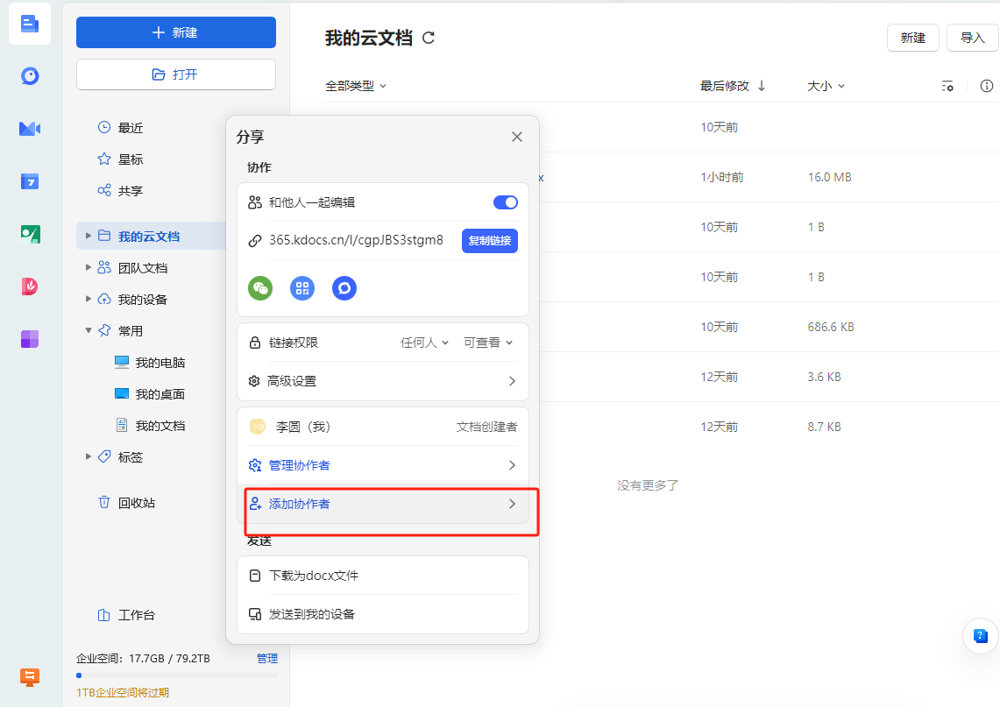 新建
打开
最近
星标
共享
我的云文档
团队文档
我的设备
常用
我的电脑
我的桌面
我的文档
标签
回收站
工作台
企业空间：17.7GB / 79.2TB 管理
1TB企业空间将过期
7
我的云文档
新建 导入
全部类型 最后修改 大小
10天前
x 1小时前 16.0 MB
10天前 1 B
10天前 1 B
10天前 686.6 KB
12天前 3.6 KB
12天前 8.7 KB
没有更多了
分享
协作
和他人一起编辑
365.kdocs.cn/l/cgpJBS3stgm8 复制链接
链接权限 任何人 可查看
高级设置
李圆（我） 文档创建者
管理协作者
添加协作者
发送
下载为docx文件
发送到我的设备
?